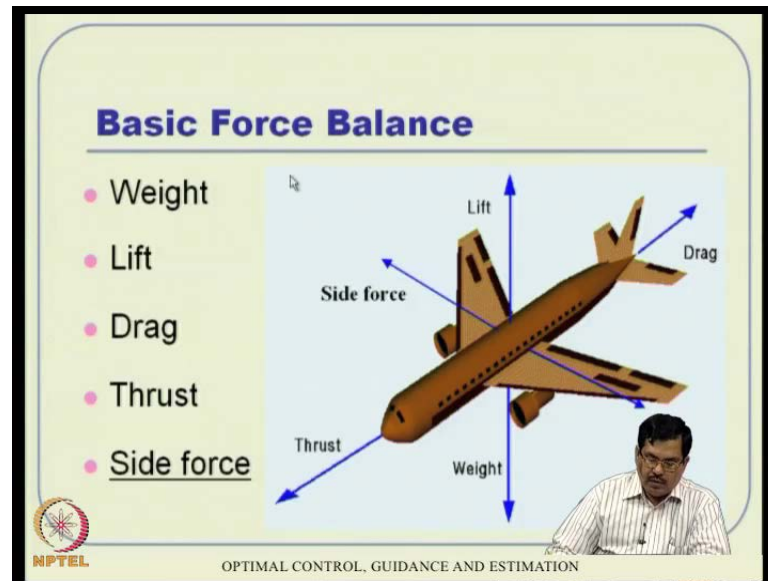 Basic Force Balance
Weight
Lift
Drag
Thrust
Side force
Lift
Drag
Side force
Thrust
Weight
NPTEL
OPTIMAL CONTROL, GUIDANCE AND ESTIMATION